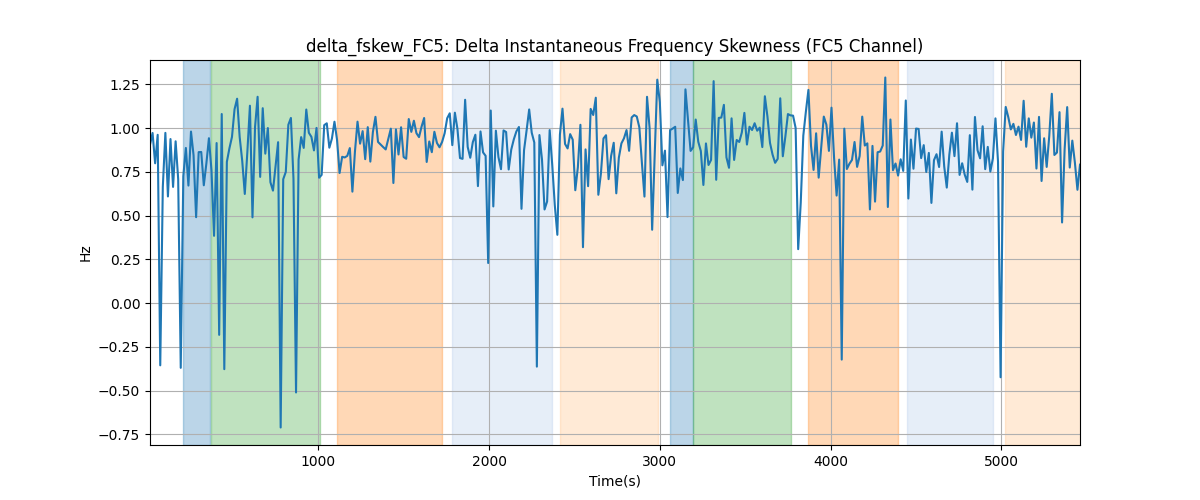 delta_fskew_FC5: Delta Instantaneous Frequency Skewness (FC5 Channel)
Hz
1.25
1.00
0.75
0.50
0.25
0.00
−0.25
−0.50
−0.75
1000 2000 3000 4000 5000
Time(s)